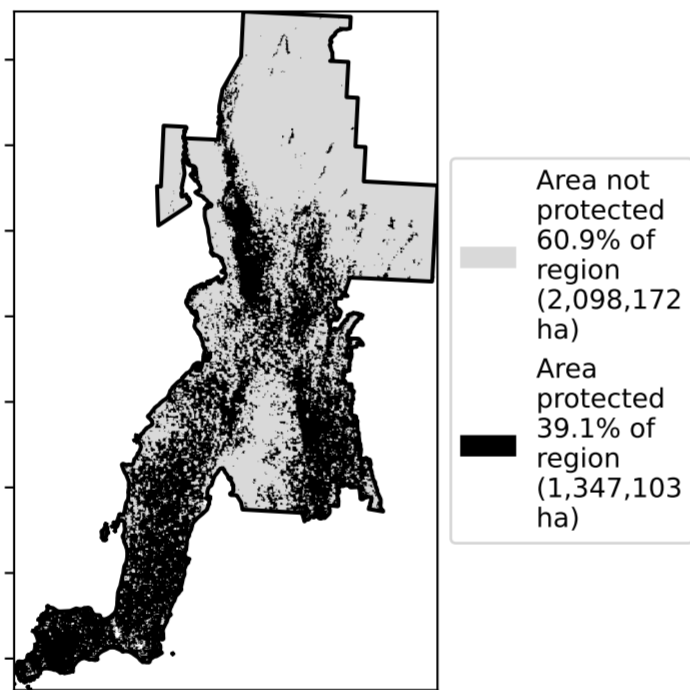 Area not
protected
60.9% of
region
(2,098,172
ha)
Area
protected
39.1% of
region
(1,347,103
ha)